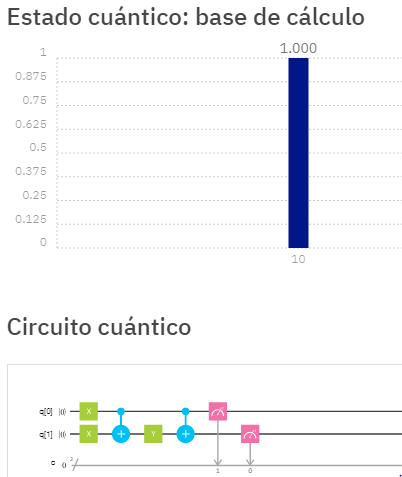 Estado cuántico: base de cálculo
1.000
1
0.875
0.75
0.625
0.5
0.375
0.25
0.125
0
10
Circuito cuántico
q[0] |0⟩ X
q[1] |0⟩ X Y
c 0 2
1 0